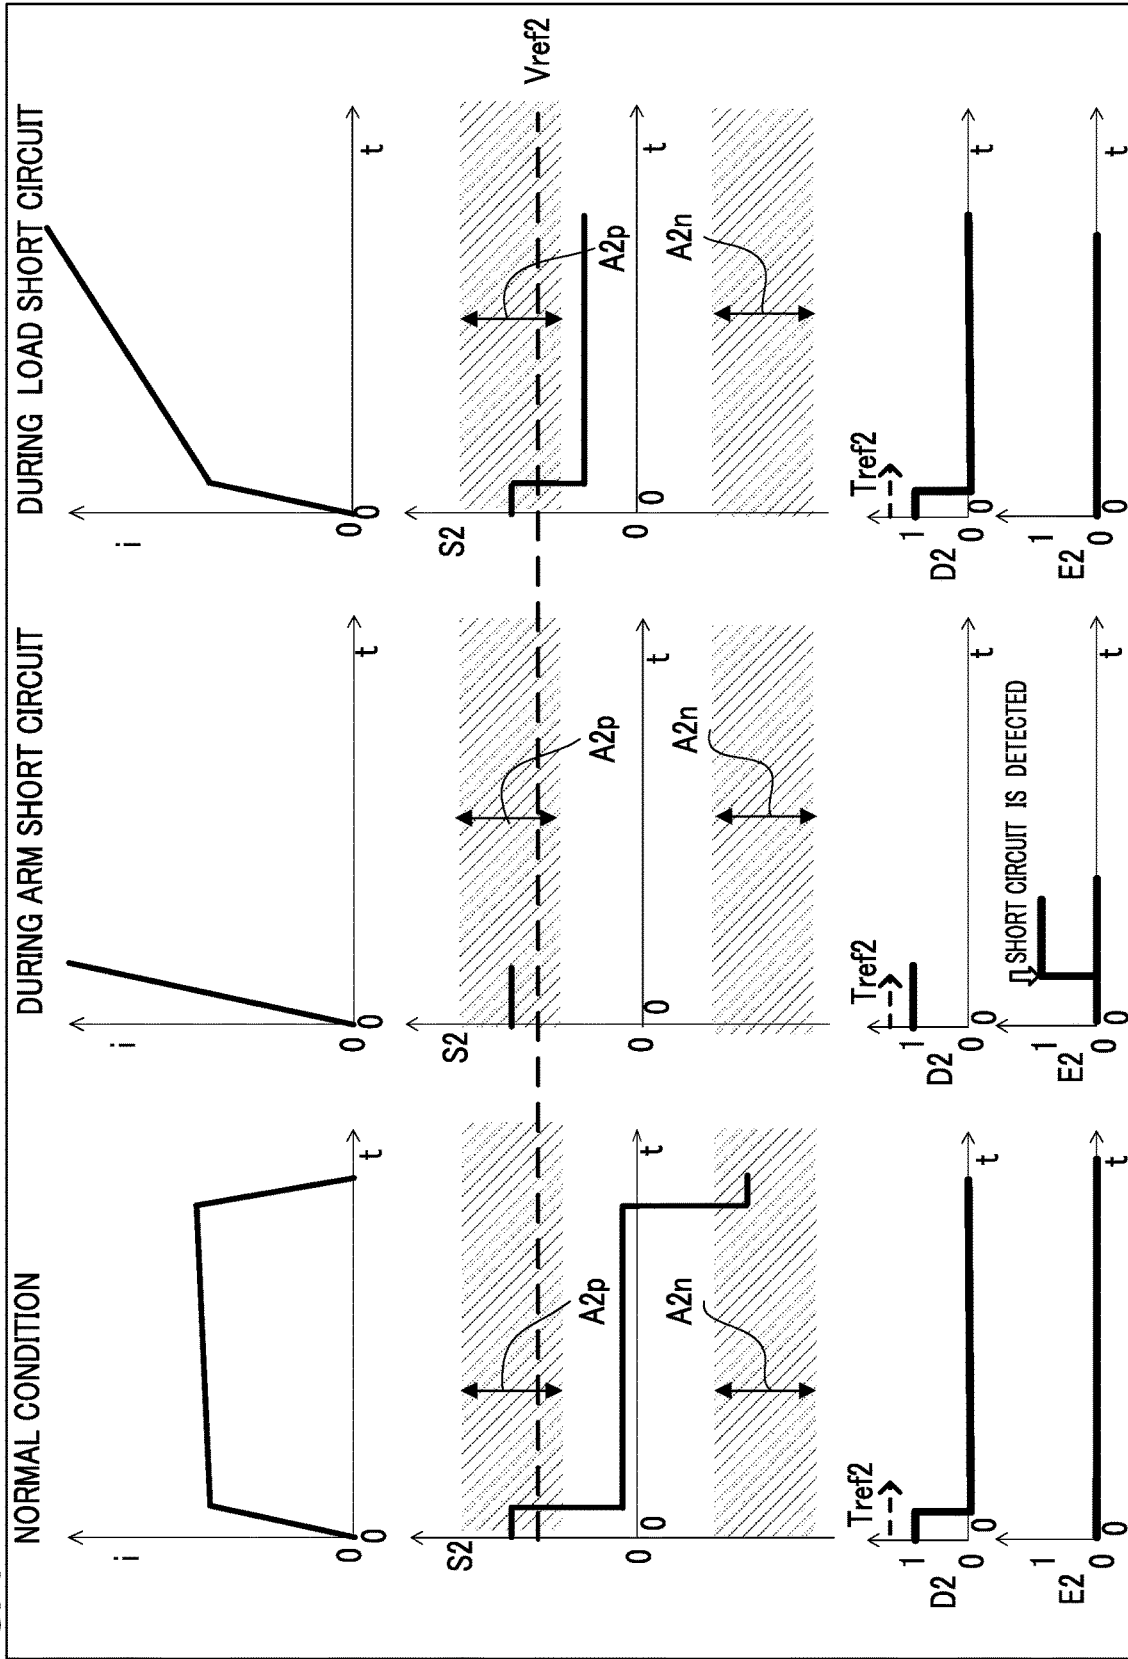 NORMAL CONDITION
i
0
0
t
S2
A2p
A2n
0
t
Tref2
D2
1
0
0
t
E2
1
0
0
t
DURING ARM SHORT CIRCUIT
i
0
0
t
S2
A2p
A2n
0
t
Tref2
D2
1
0
0
t
SHORT CIRCUIT IS DETECTED
E2
1
0
0
t
DURING LOAD SHORT CIRCUIT
i
0
0
t
S2
Vref2
A2p
A2n
0
t
Tref2
D2
1
0
0
t
E2
1
0
0
t